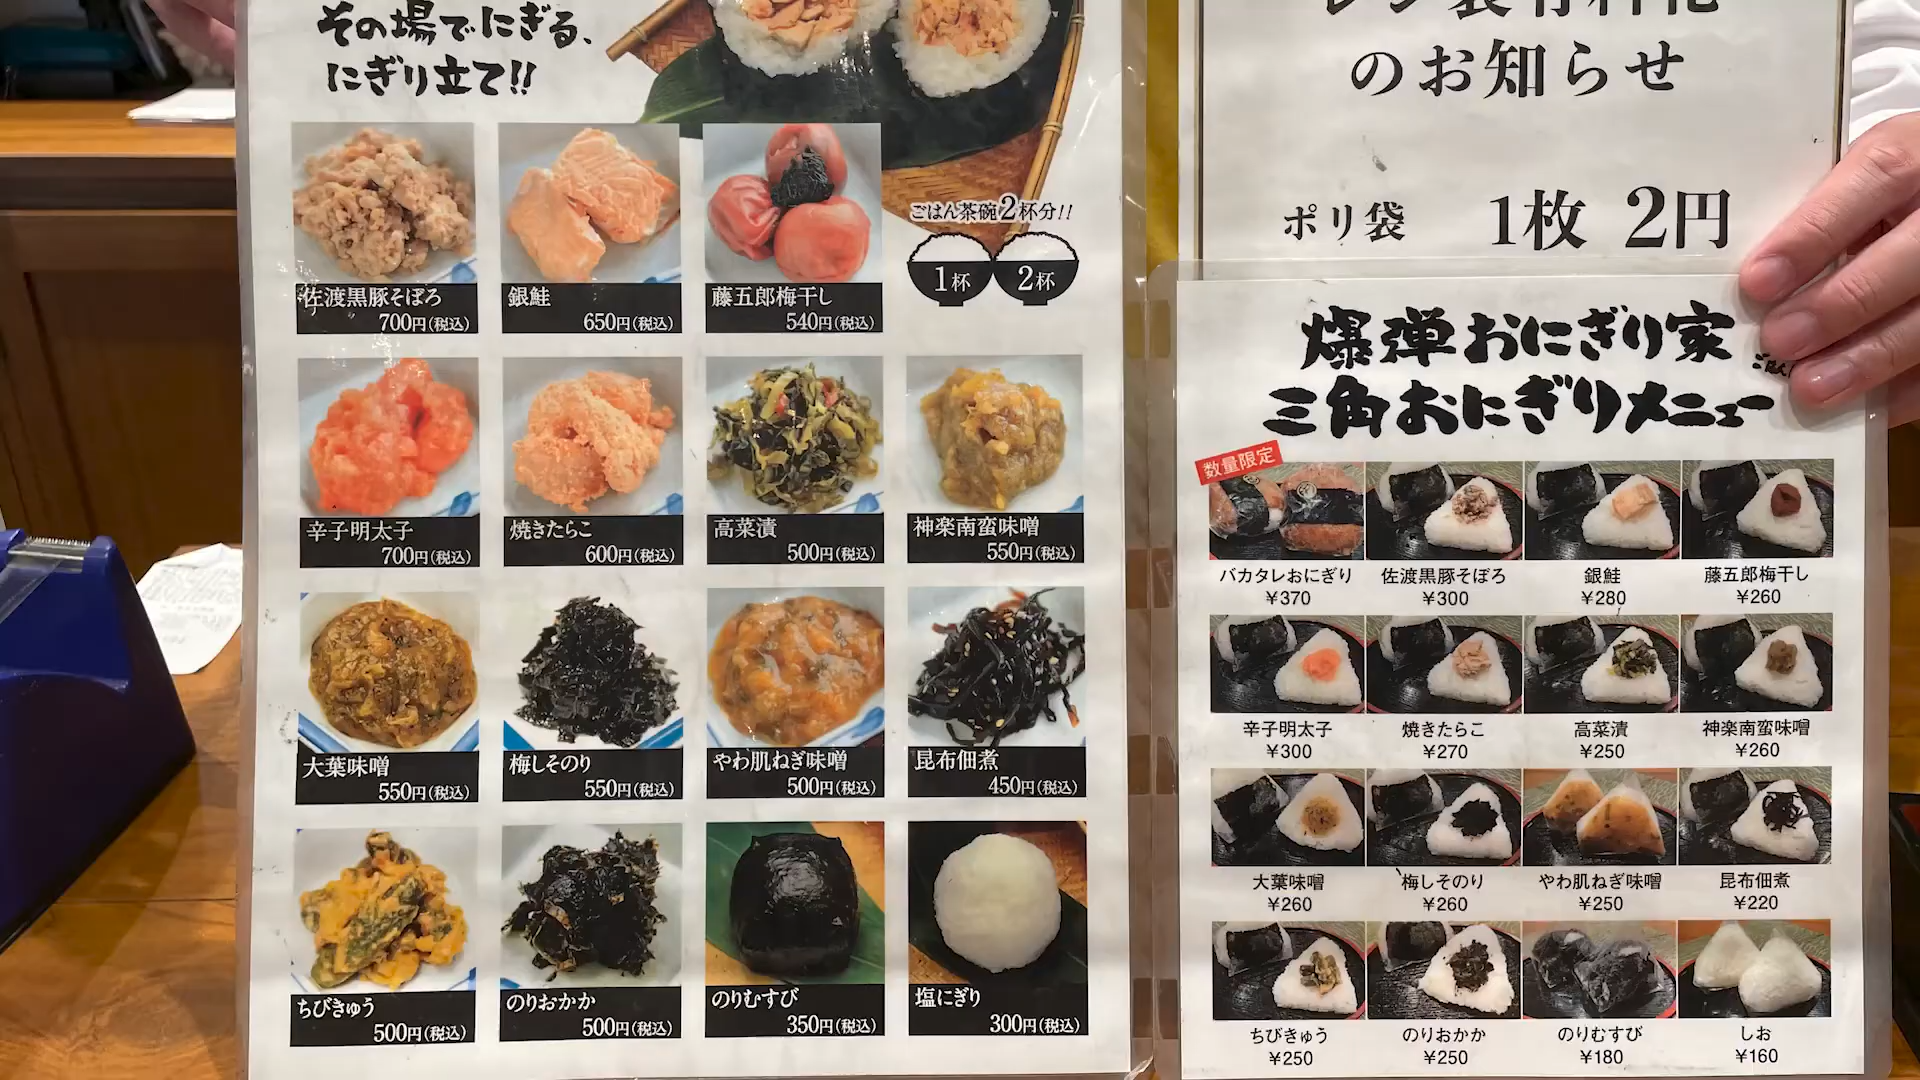 その場でにぎる、
にぎり立て!!
ごはん茶碗2杯分!!
1杯
2杯
佐渡黒豚そぼろ
700円(税込)
銀鮭
650円(税込)
藤五郎梅干し
540円(税込)
辛子明太子
700円(税込)
焼きたらこ
600円(税込)
高菜漬
500円(税込)
神楽南蛮味噌
550円(税込)
大葉味噌
550円(税込)
梅しそのり
550円(税込)
やわ肌ねぎ味噌
500円(税込)
昆布佃煮
450円(税込)
ちびきゅう
500円(税込)
のりおかか
500円(税込)
のりむすび
350円(税込)
塩にぎり
300円(税込)
レジ袋有料化
のお知らせ
ポリ袋 1枚 2円
爆弾おにぎり家
三角おにぎりメニュー
数量限定
バカタレおにぎり
¥370
佐渡黒豚そぼろ
¥300
銀鮭
¥280
藤五郎梅干し
¥260
辛子明太子
¥300
焼きたらこ
¥270
高菜漬
¥250
神楽南蛮味噌
¥260
大葉味噌
¥260
梅しそのり
¥260
やわ肌ねぎ味噌
¥250
昆布佃煮
¥220
ちびきゅう
¥250
のりおかか
¥250
のりむすび
¥180
しお
¥160